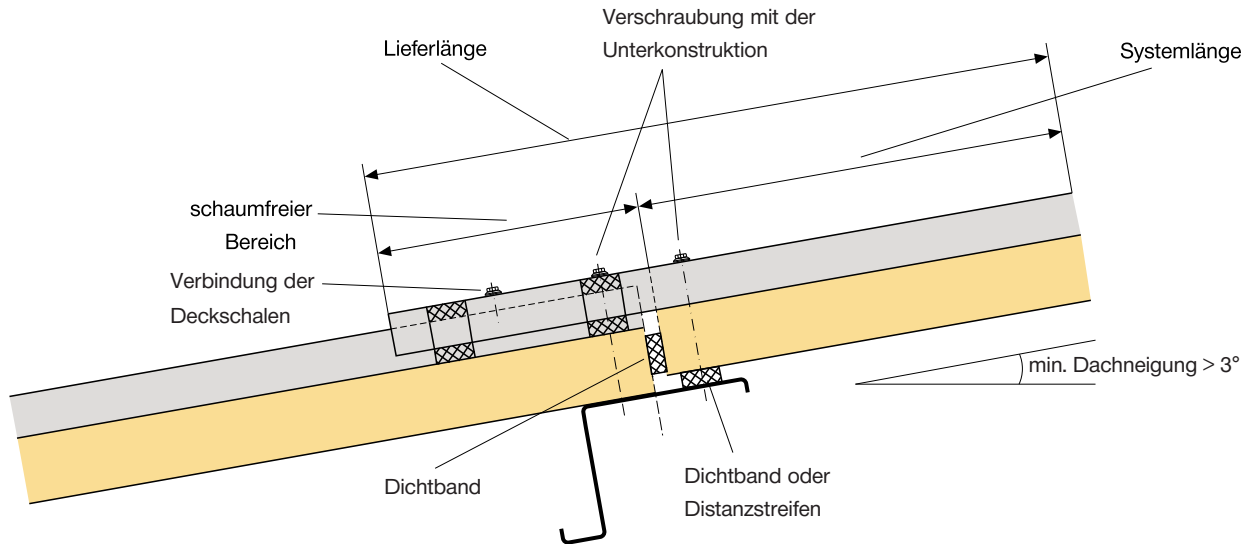 Verschraubung mit der
Unterkonstruktion
Lieferlänge
Systemlänge
schaumfreier
Bereich
Verbindung der
Deckschalen
min. Dachneigung > 3°
Dichtband
Dichtband oder
Distanzstreifen